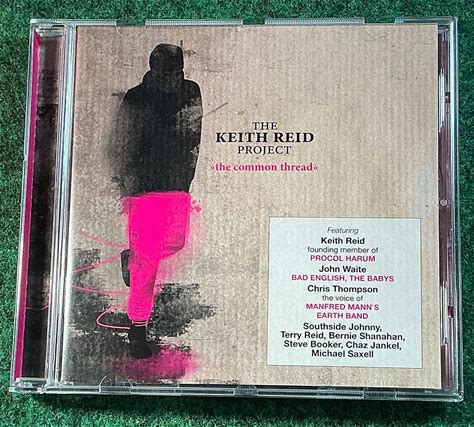 THE
KEITH REID
PROJECT
»the common thread«
Featuring
Keith Reid
founding member of
PROCOL HARUM
John Waite
BAD ENGLISH, THE BABYS
Chris Thompson
the voice of
MANFRED MANN`S
EARTH BAND
Southside Johnny,
Terry Reid, Bernie Shanahan,
Steve Booker, Chaz Jankel,
Michael Saxell